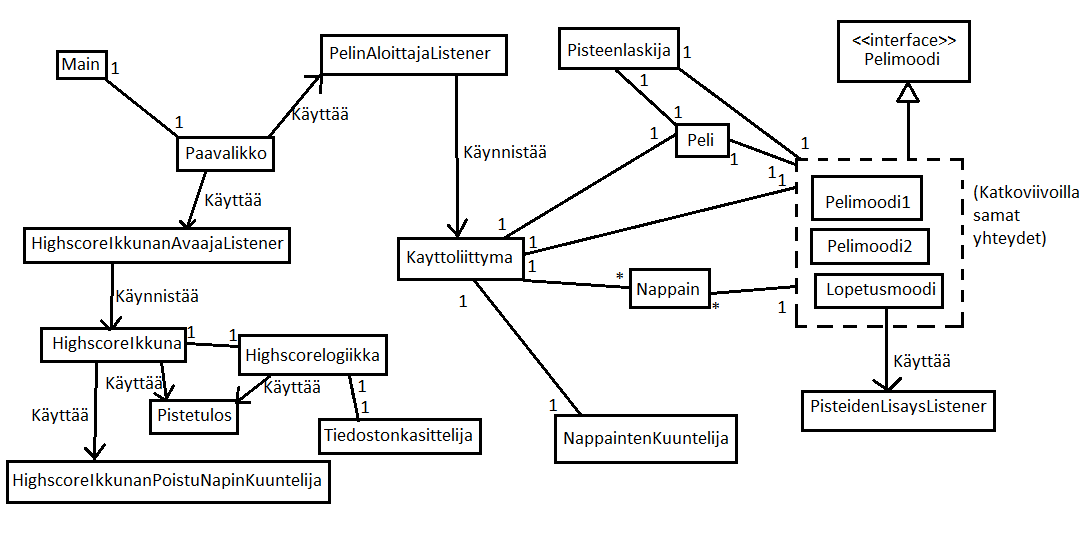 Main
1
1
Paavalikko
Käyttää
PelinAloittajaListener
Käynnistää
Käyttää
HighscoreIkkunanAvaajaListener
Käynnistää
HighscoreIkkuna
1
1
Highscorelogiikka
Käyttää
Käyttää
Käyttää
Pistetulos
1
1
Tiedostonkasittelija
HighscoreIkkunanPoistuNapinKuuntelija
Pisteenlaskija
1
1
1
1
Peli
1
1
1
1
1
1
1
Kayttoliittyma
1
*
Nappain
*
1
1
1
NappaintenKuuntelija
<<interface>>
Pelimoodi
Pelimoodi1
Pelimoodi2
Lopetusmoodi
(Katkoviivoilla
samat
yhteydet)
Käyttää
PisteidenLisaysListener